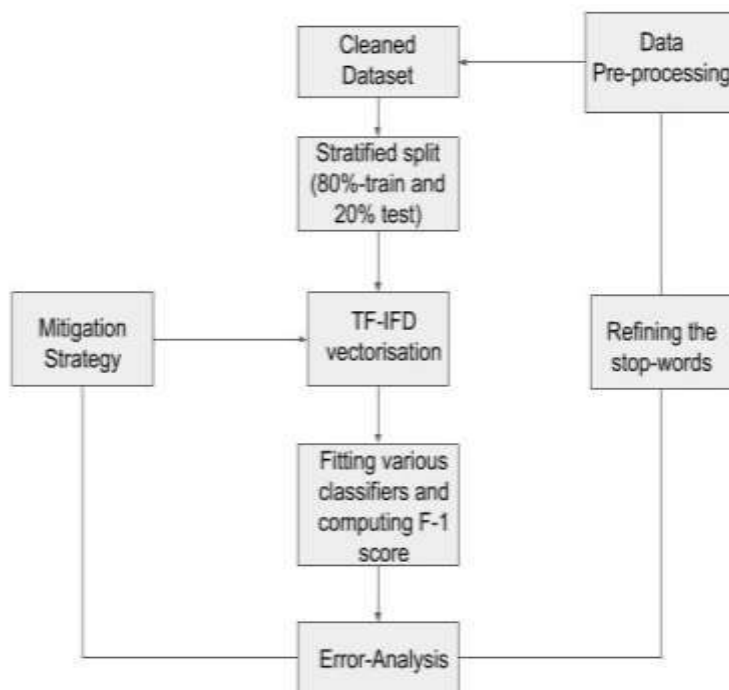 Cleaned
Dataset
Data
Pre-processing
Stratified split
(80%-train and
20% test)
Mitigation
Strategy
TF-IFD
vectorisation
Refining the
stop-words
Fitting various
classifiers and
computing F-1
score
Error-Analysis